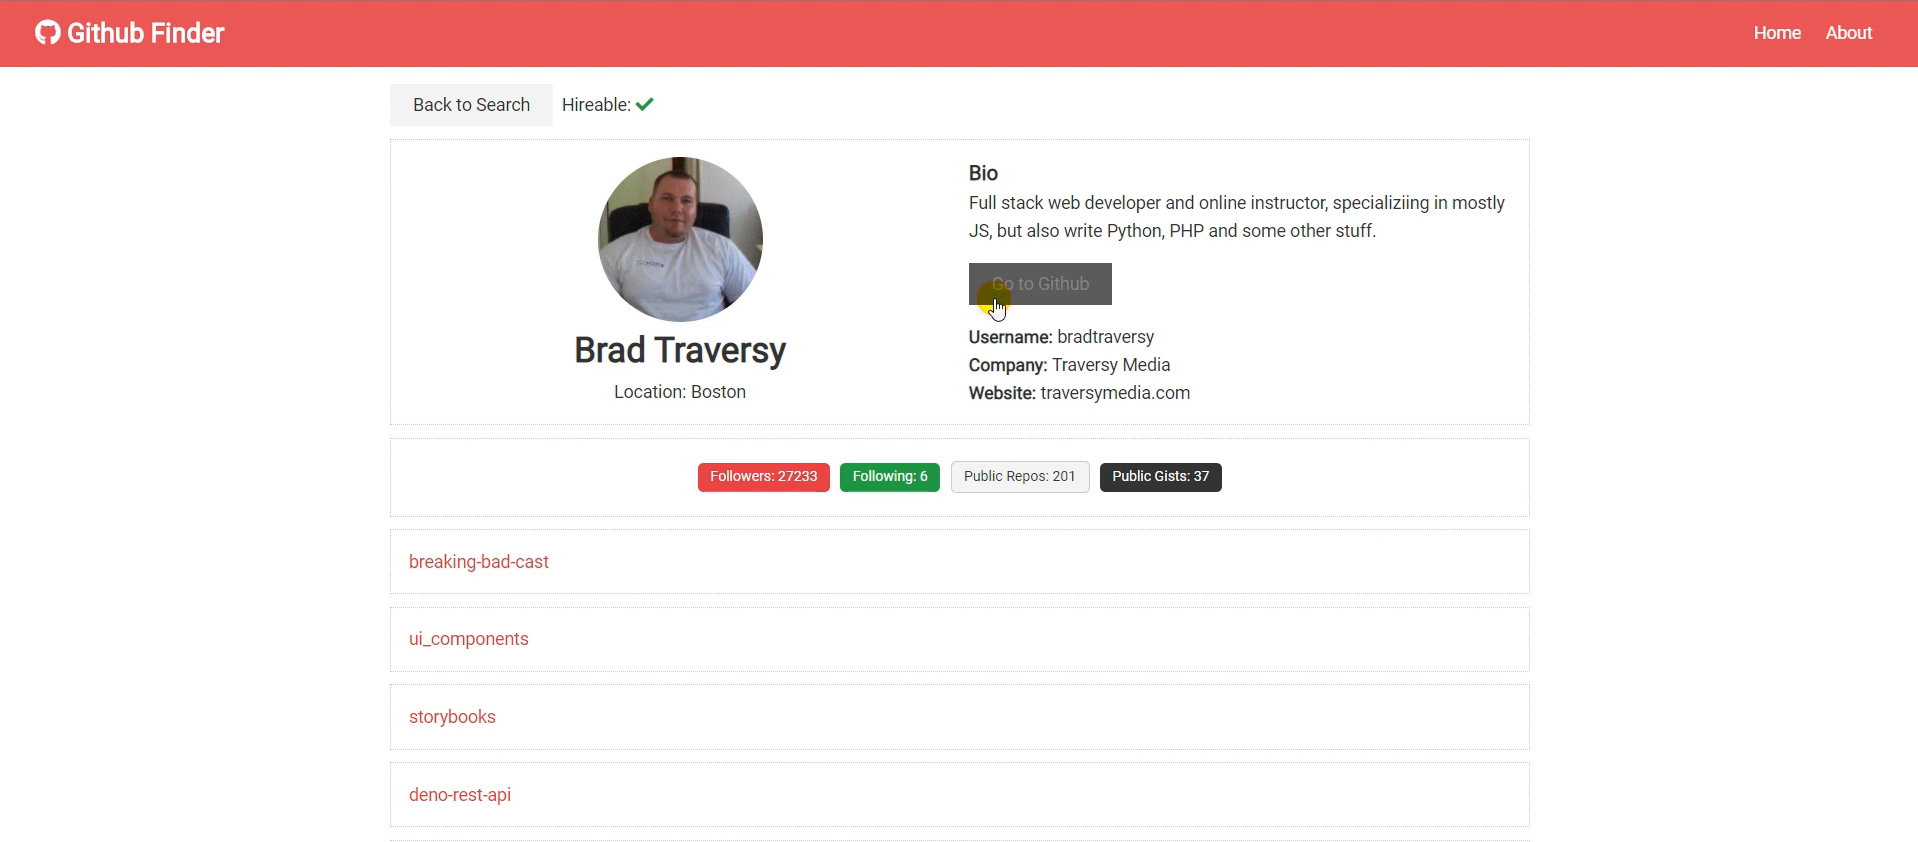 Github Finder
Home
About
Back to Search
Hireable:
Bio
Full stack web developer and online instructor, specializiing in mostly
JS, but also write Python, PHP and some other stuff.
Go to Github
Brad Traversy
Location: Boston
Username: bradtraversy
Company: Traversy Media
Website: traversymedia.com
Followers: 27233
Following: 6
Public Repos: 201
Public Gists: 37
breaking-bad-cast
ui_components
storybooks
deno-rest-api